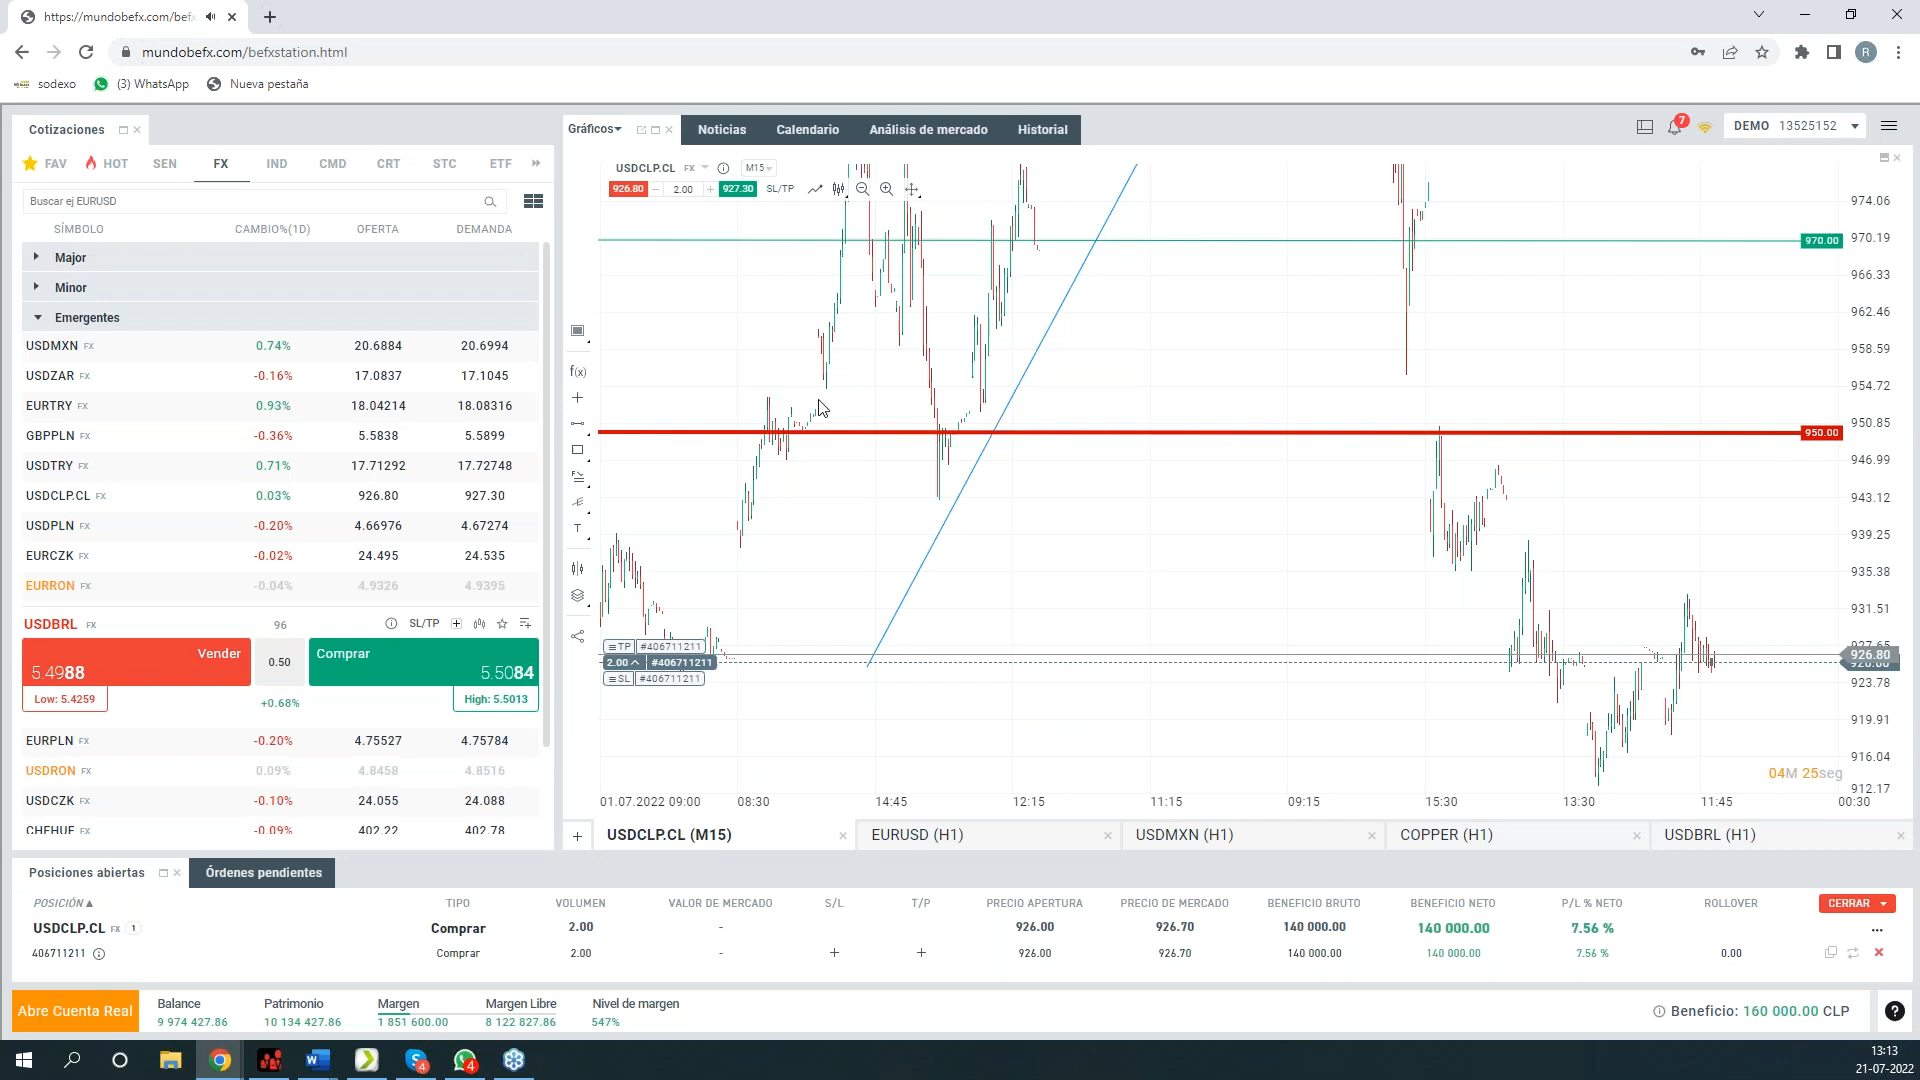 https://mundobefx.com/bef
mundobefx.com/befxstation.html
R
sodexo
(3) WhatsApp
Nueva pestaña
Cotizaciones
Gráficos
Noticias
Calendario
Análisis de mercado
Historial
7
DEMO 13525152
FAV HOT SEN FX IND CMD CRT STC ETF »
Buscar ej EURUSD
SÍMBOLO CAMBIO%(1D) OFERTA DEMANDA
Major
Minor
Emergentes
USDMXN FX 0.74% 20.6884 20.6994
USDZAR FX -0.16% 17.0837 17.1045
EURTRY FX 0.93% 18.04214 18.08316
GBPPLN FX -0.36% 5.5838 5.5899
USDTRY FX 0.71% 17.71292 17.72748
USDCLP.CL FX 0.03% 926.80 927.30
USDPLN FX -0.20% 4.66976 4.67274
EURCZK FX -0.02% 24.495 24.535
EURRON FX -0.04% 4.9326 4.9395
USDBRL FX 96 SL/TP
Vender
5.4988
0.50
Comprar
5.5084
Low: 5.4259
+0.68%
High: 5.5013
EURPLN FX -0.20% 4.75527 4.75784
USDRON FX 0.09% 4.8458 4.8516
USDCZK FX -0.10% 24.055 24.088
CHFHUF FX -0.09% 402.22 402.78
USDCLP.CL FX M15
926.80 – 2.00 + 927.30 SL/TP
f(x)
T
974.06
970.19
970.00
966.33
962.46
958.59
954.72
950.85
950.00
946.99
943.12
939.25
935.38
931.51
926.80
923.78
919.91
916.04
912.17
TP #406711211
2.00 #406711211
SL #406711211
04M 25seg
01.07.2022 09:00 08:30 14:45 12:15 11:15 09:15 15:30 13:30 11:45 00:30
+ USDCLP.CL (M15) EURUSD (H1) USDMXN (H1) COPPER (H1) USDBRL (H1)
Posiciones abiertas
Órdenes pendientes
POSICIÓN TIPO VOLUMEN VALOR DE MERCADO S/L T/P PRECIO APERTURA PRECIO DE MERCADO BENEFICIO BRUTO BENEFICIO NETO P/L % NETO ROLLOVER CERRAR
USDCLP.CL FX 1 Comprar 2.00 - 926.00 926.70 140 000.00 140 000.00 7.56 % ...
406711211 Comprar 2.00 - + + 926.00 926.70 140 000.00 140 000.00 7.56 % 0.00
Abre Cuenta Real
Balance Patrimonio Margen Margen Libre Nivel de margen
9 974 427.86 10 134 427.86 1 851 600.00 8 122 827.86 547%
Beneficio: 160 000.00 CLP
?
4
4
13:13
21-07-2022